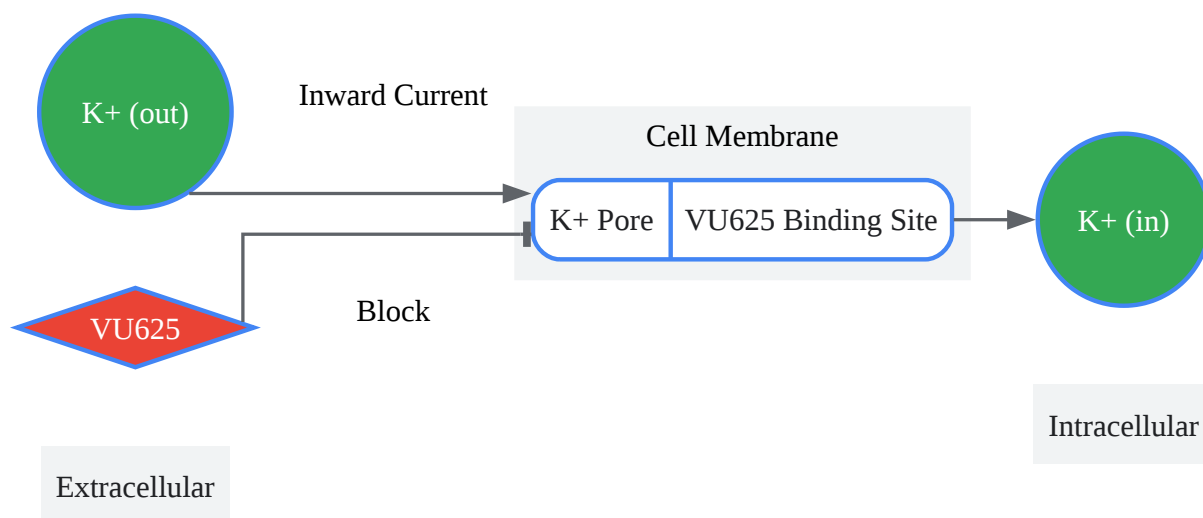 K+ (out)
Inward Current
Cell Membrane
K+ Pore
VU625 Binding Site
K+ (in)
VU625
Block
Intracellular
Extracellular